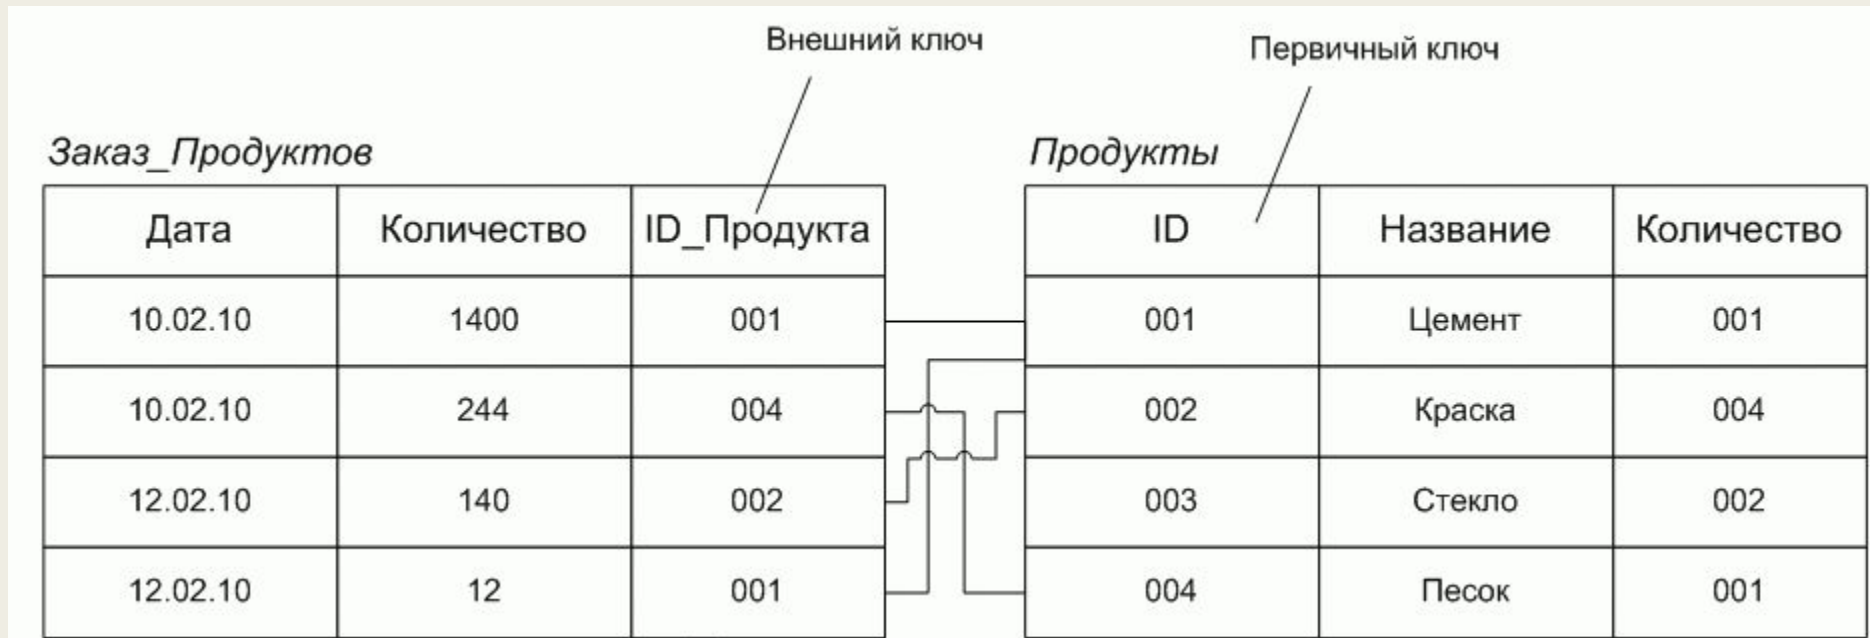 Внешний ключ
Первичный ключ
Заказ_Продуктов
Дата Количество ID_Продукта
10.02.10 1400 001
10.02.10 244 004
12.02.10 140 002
12.02.10 12 001
Продукты
ID Название Количество
001 Цемент 001
002 Краска 004
003 Стекло 002
004 Песок 001